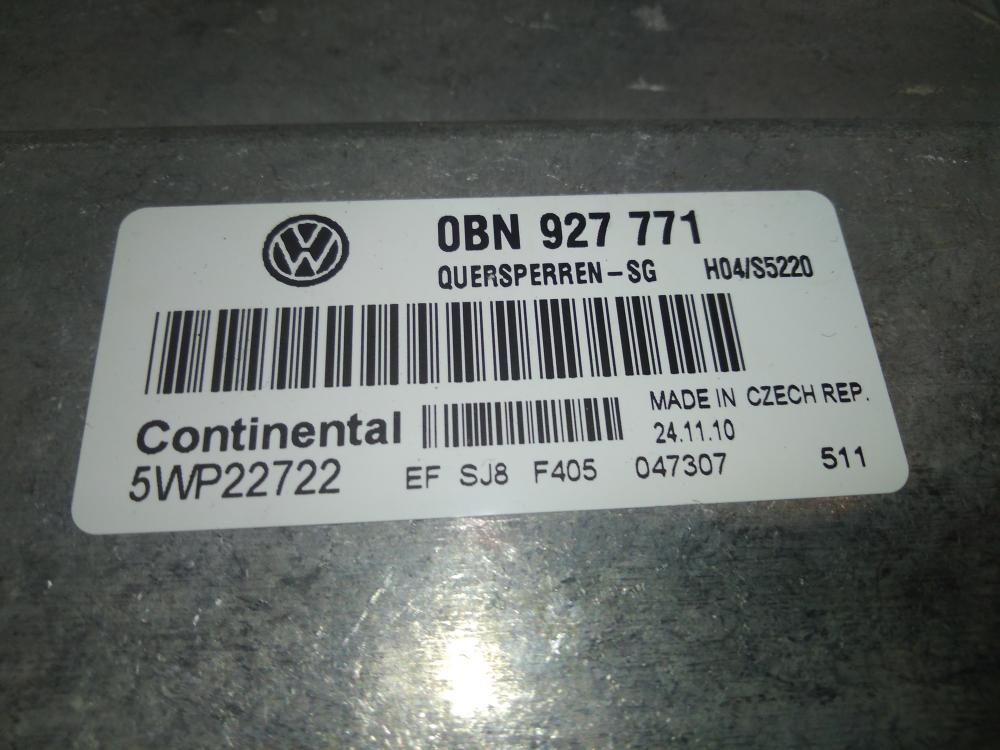 VW
0BN 927 771
QUERSPERREN-SG H04/S5220
Continental
MADE IN CZECH REP.
24.11.10
5WP22722 EF SJ8 F405 047307 511